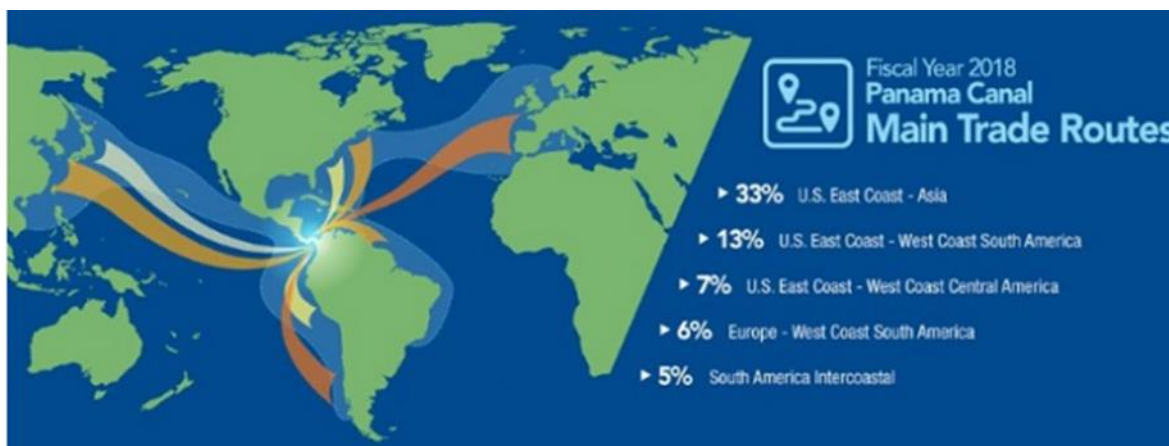 Fiscal Year 2018
Panama Canal
Main Trade Routes
33% U.S. East Coast - Asia
13% U.S. East Coast - West Coast South America
7% U.S. East Coast - West Coast Central America
6% Europe - West Coast South America
5% South America Intercoastal